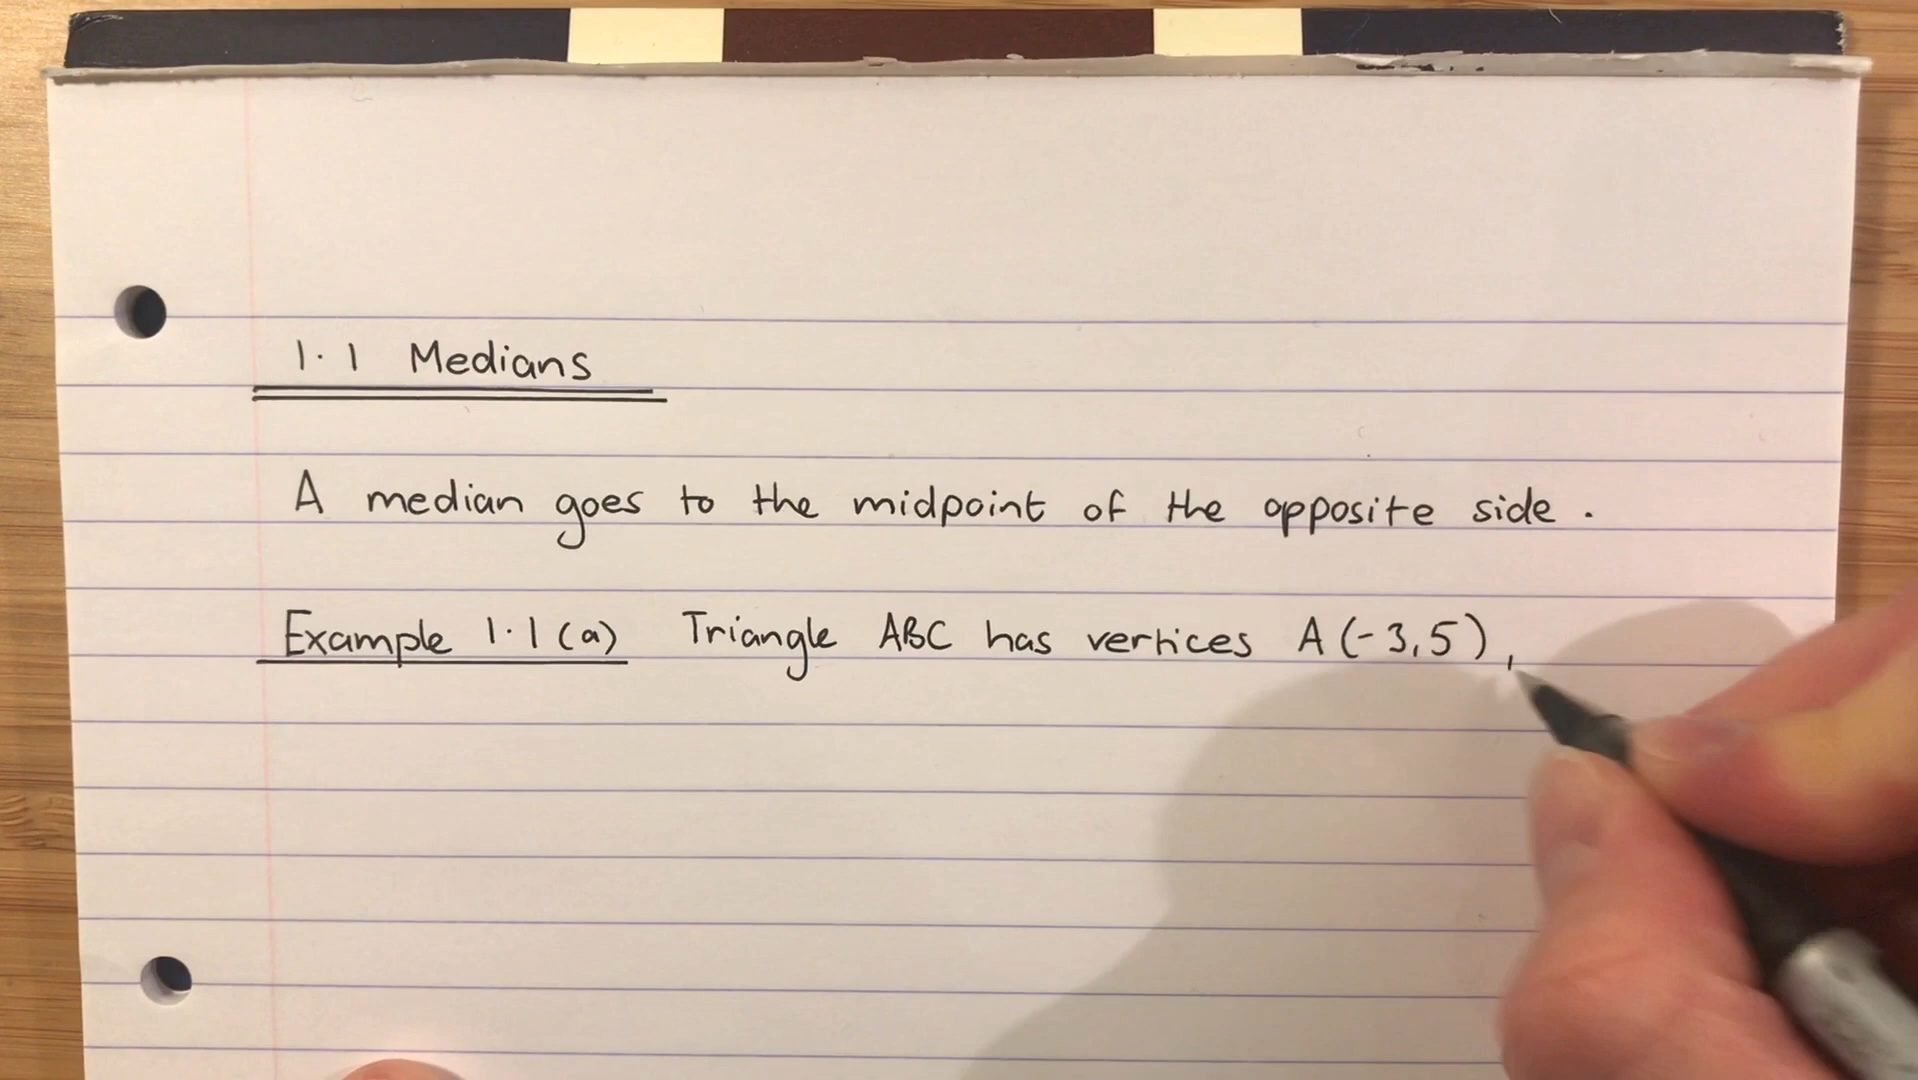 1.1 Medians
A median goes to the midpoint of the opposite side.
Example 1.1(a) Triangle ABC has vertices A(-3,5),